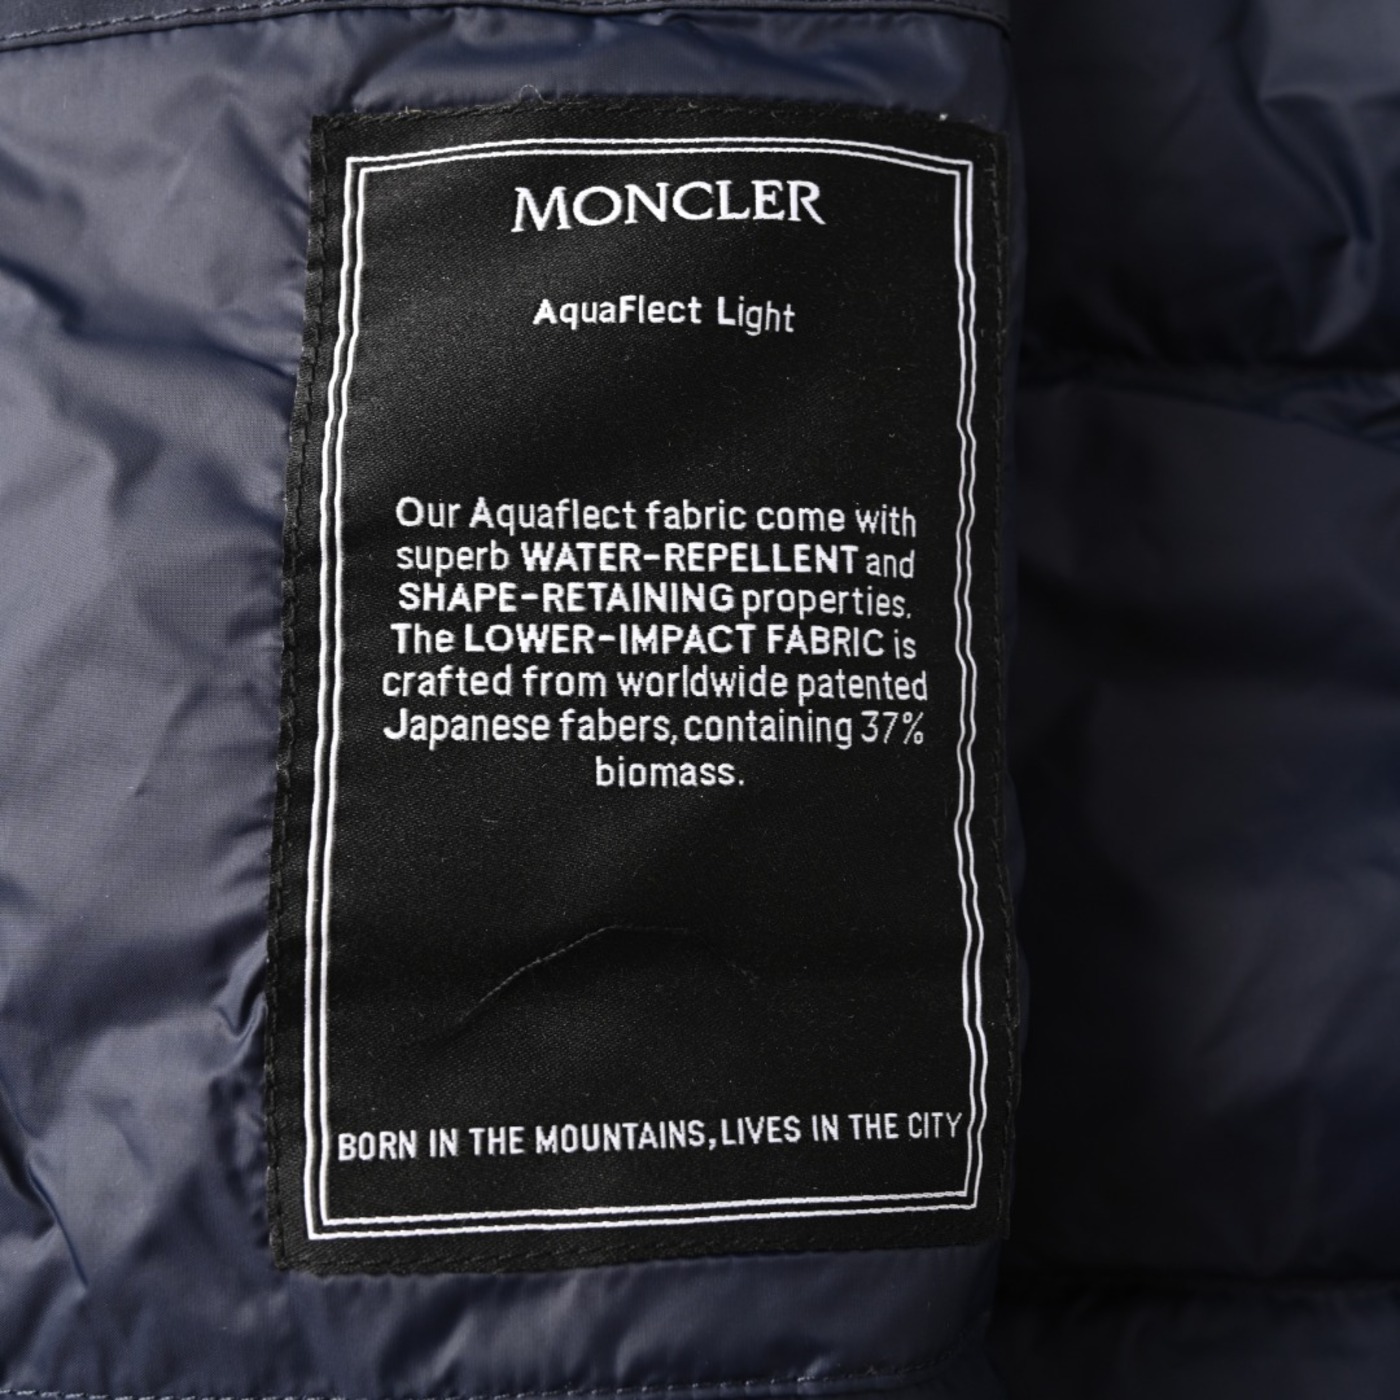 MONCLER
AquaFlect Light
Our Aquaflect fabric come with
superb WATER-REPELLENT and
SHAPE-RETAINING properties.
The LOWER-IMPACT FABRIC is
crafted from worldwide patented
Japanese fabers, containing 37%
biomass.
BORN IN THE MOUNTAINS, LIVES IN THE CITY